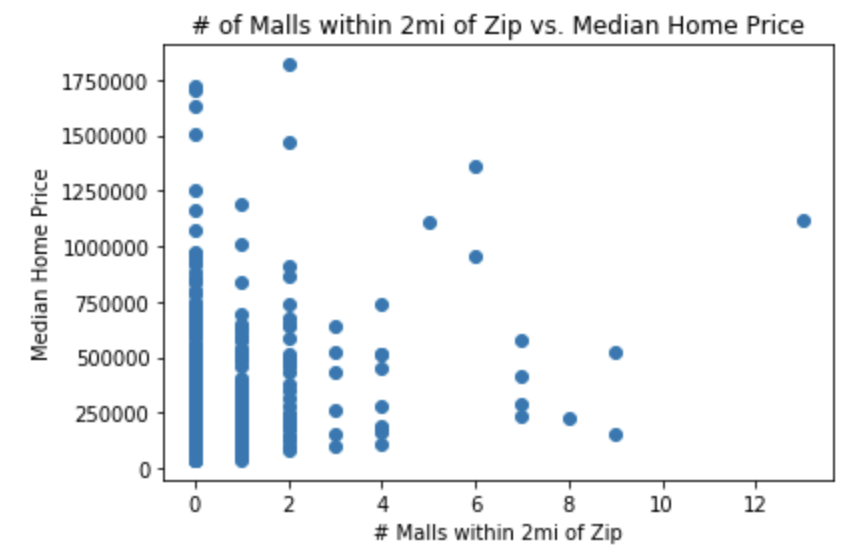 # of Malls within 2mi of Zip vs. Median Home Price
Median Home Price
1750000
1500000
1250000
1000000
750000
500000
250000
0
0 2 4 6 8 10 12
# Malls within 2mi of Zip